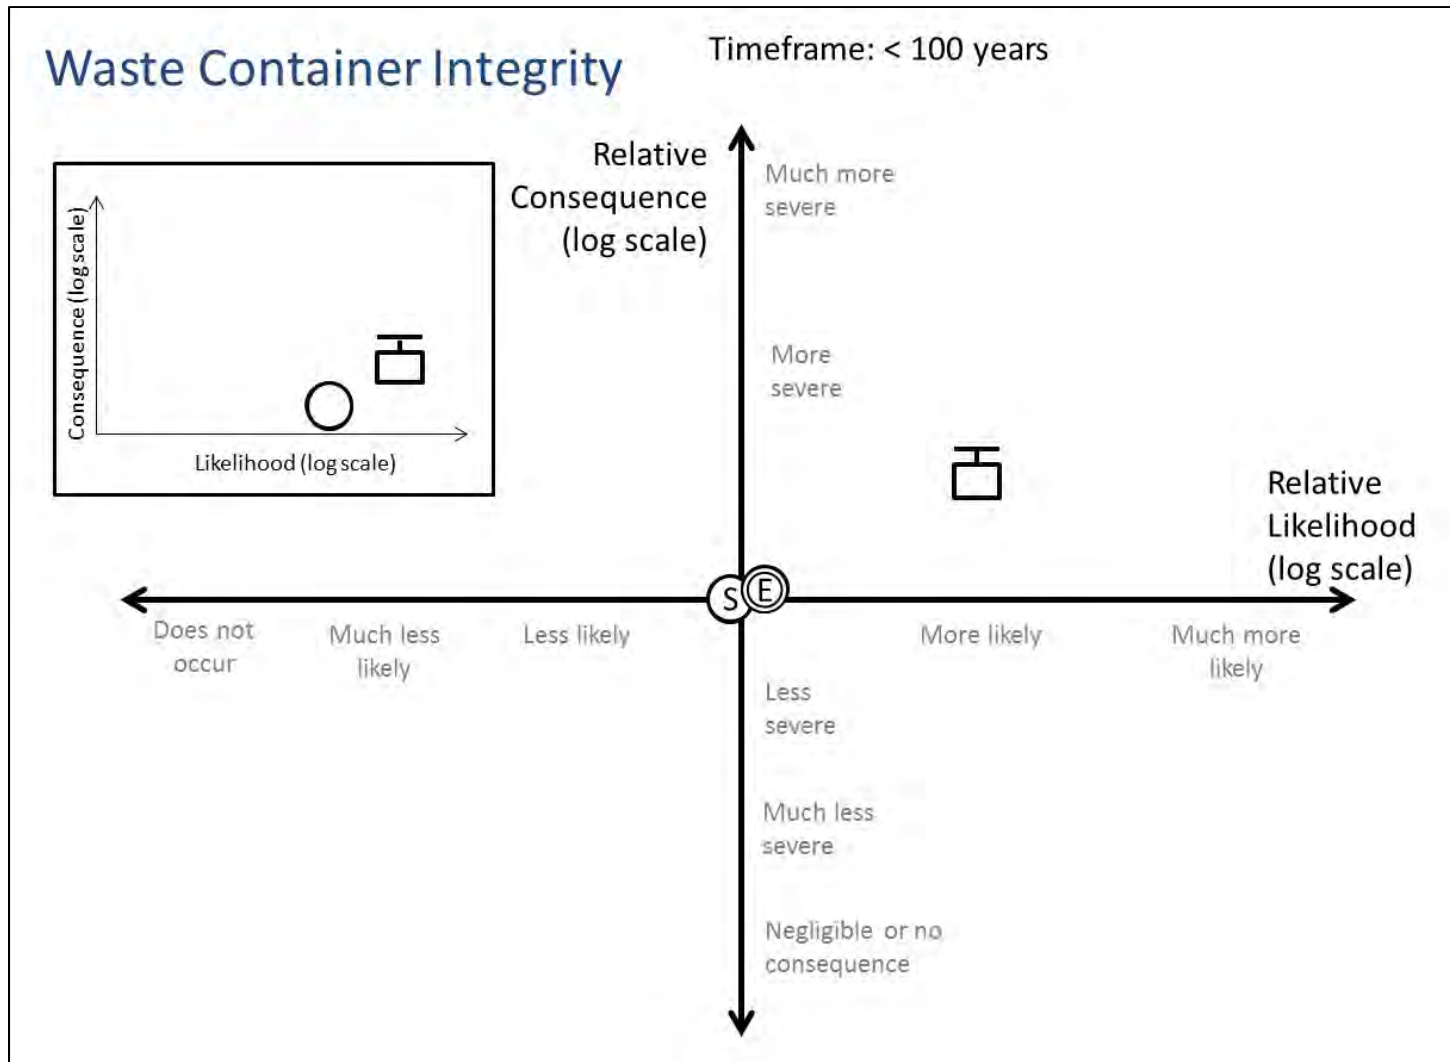 Waste Container Integrity
Timeframe: < 100 years
Consequence (log scale)
Likelihood (log scale)
Relative
Consequence
(log scale)
Much more
severe
More
severe
Relative
Likelihood
(log scale)
S
E
Does not
occur
Much less
likely
Less likely
More likely
Much more
likely
Less
severe
Much less
severe
Negligible or no
consequence